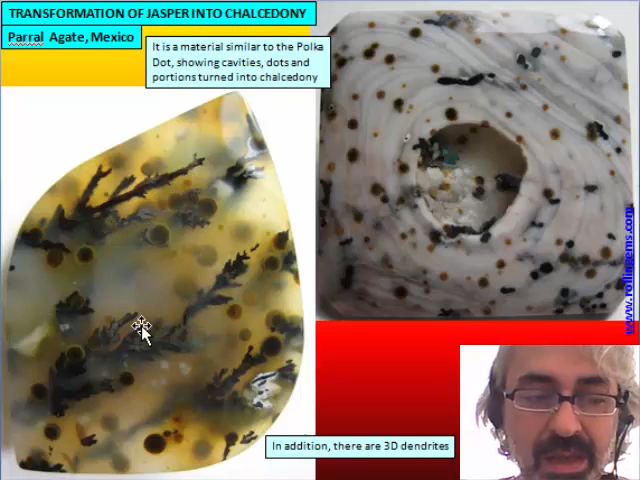 TRANSFORMATION OF JASPER INTO CHALCEDONY
Parral Agate, Mexico
It is a material similar to the Polka
Dot, showing cavities, dots and
portions turned into chalcedony
www.rollingems.com
In addition, there are 3D dendrites